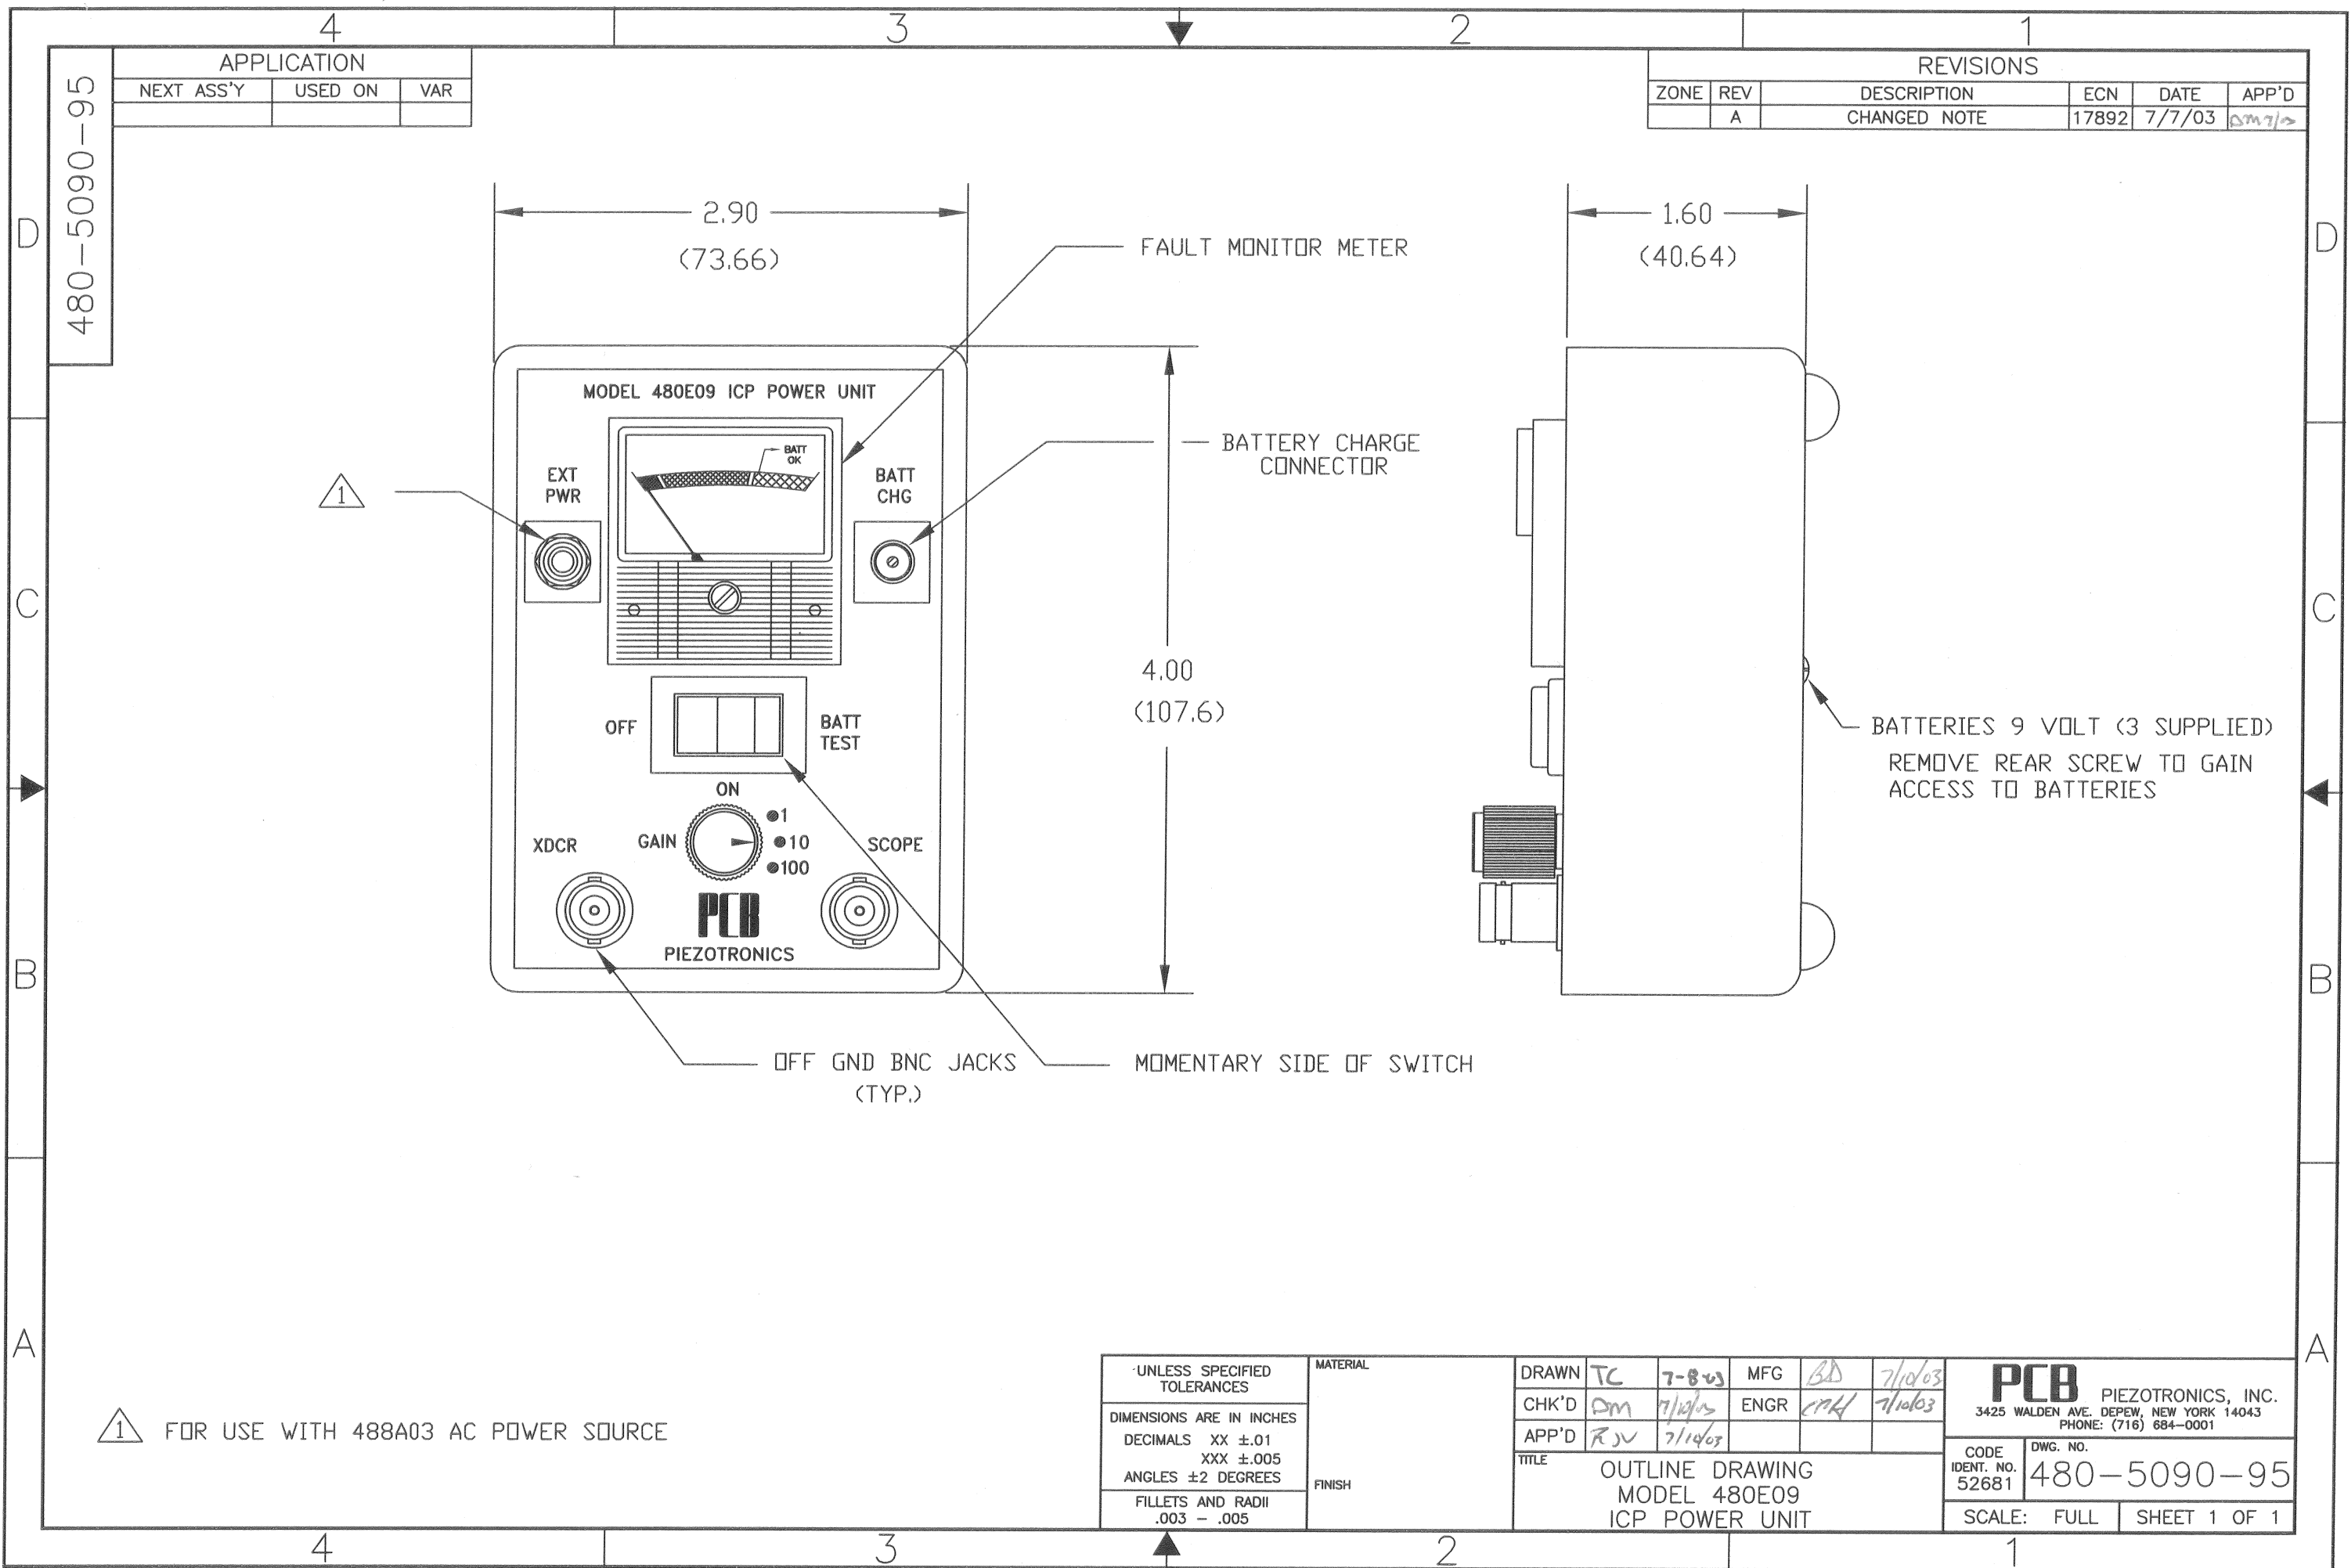 4 3 2 1
480-5090-95
APPLICATION
NEXT ASS'Y USED ON VAR
REVISIONS
ZONE REV DESCRIPTION ECN DATE APP'D
A CHANGED NOTE 17892 7/7/03
D D
2.90
(73.66)
1.60
(40.64)
FAULT MONITOR METER
MODEL 480E09 ICP POWER UNIT
BATT
OK
EXT
PWR
BATT
CHG
1
BATTERY CHARGE
CONNECTOR
C C
4.00
(107.6)
OFF
BATT
TEST
ON
BATTERIES 9 VOLT (3 SUPPLIED)
REMOVE REAR SCREW TO GAIN
ACCESS TO BATTERIES
XDCR
GAIN
1
10
100
SCOPE
PCB
PIEZOTRONICS
B B
OFF GND BNC JACKS
(TYP.)
MOMENTARY SIDE OF SWITCH
A A
1 FOR USE WITH 488A03 AC POWER SOURCE
UNLESS SPECIFIED
TOLERANCES
DIMENSIONS ARE IN INCHES
DECIMALS XX ±.01
XXX ±.005
ANGLES ±2 DEGREES
FILLETS AND RADII
.003 - .005
MATERIAL
FINISH
DRAWN TC 7-8-03 MFG BD 7/10/03
CHK'D DM 7/10/03 ENGR 7/10/03
APP'D RJV 7/14/03
TITLE
OUTLINE DRAWING
MODEL 480E09
ICP POWER UNIT
PCB PIEZOTRONICS, INC.
3425 WALDEN AVE. DEPEW, NEW YORK 14043
PHONE: (716) 684-0001
CODE
IDENT. NO.
52681
DWG. NO.
480-5090-95
SCALE: FULL SHEET 1 OF 1
4 3 2 1